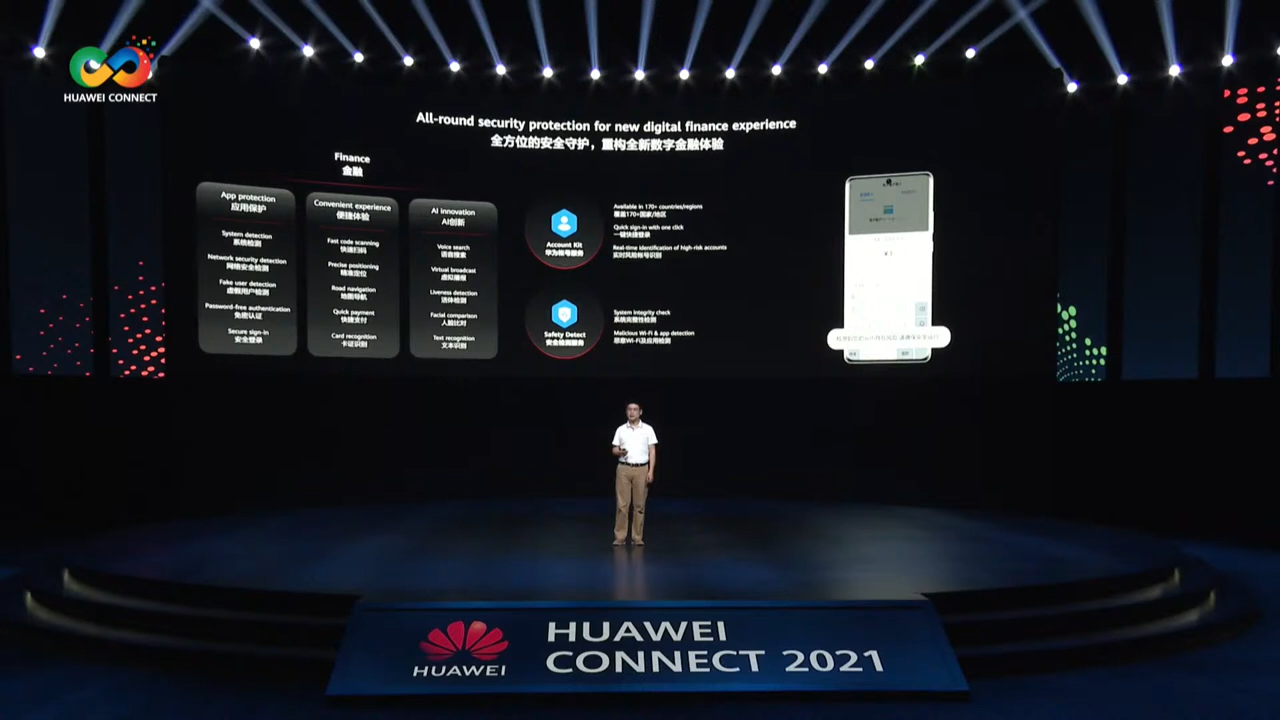 HUAWEI CONNECT
All-round security protection for new digital finance experience
全方位的安全守护，重构全新数字金融体验
Finance
金融
App protection
应用保护
System detection
系统检测
Network security detection
网络安全检测
Fake user detection
虚假用户检测
Password-free authentication
免密认证
Secure sign-in
安全登录
Convenient experience
便捷体验
Fast code scanning
快速扫码
Precise positioning
精准定位
Road navigation
地图导航
Quick payment
快捷支付
Card recognition
卡证识别
AI innovation
AI创新
Voice search
语音搜索
Virtual broadcast
虚拟播报
Liveness detection
活体检测
Facial comparison
人脸比对
Text recognition
文本识别
Account Kit
华为帐号服务
Available in 170+ countries/regions
覆盖170+国家/地区
Quick sign-in with one click
一键快捷登录
Real-time identification of high-risk accounts
实时风险帐号识别
Safety Detect
安全检测服务
System integrity check
系统完整性检测
Malicious Wi-Fi & app detection
恶意Wi-Fi及应用检测
HUAWEI
HUAWEI
CONNECT 2021